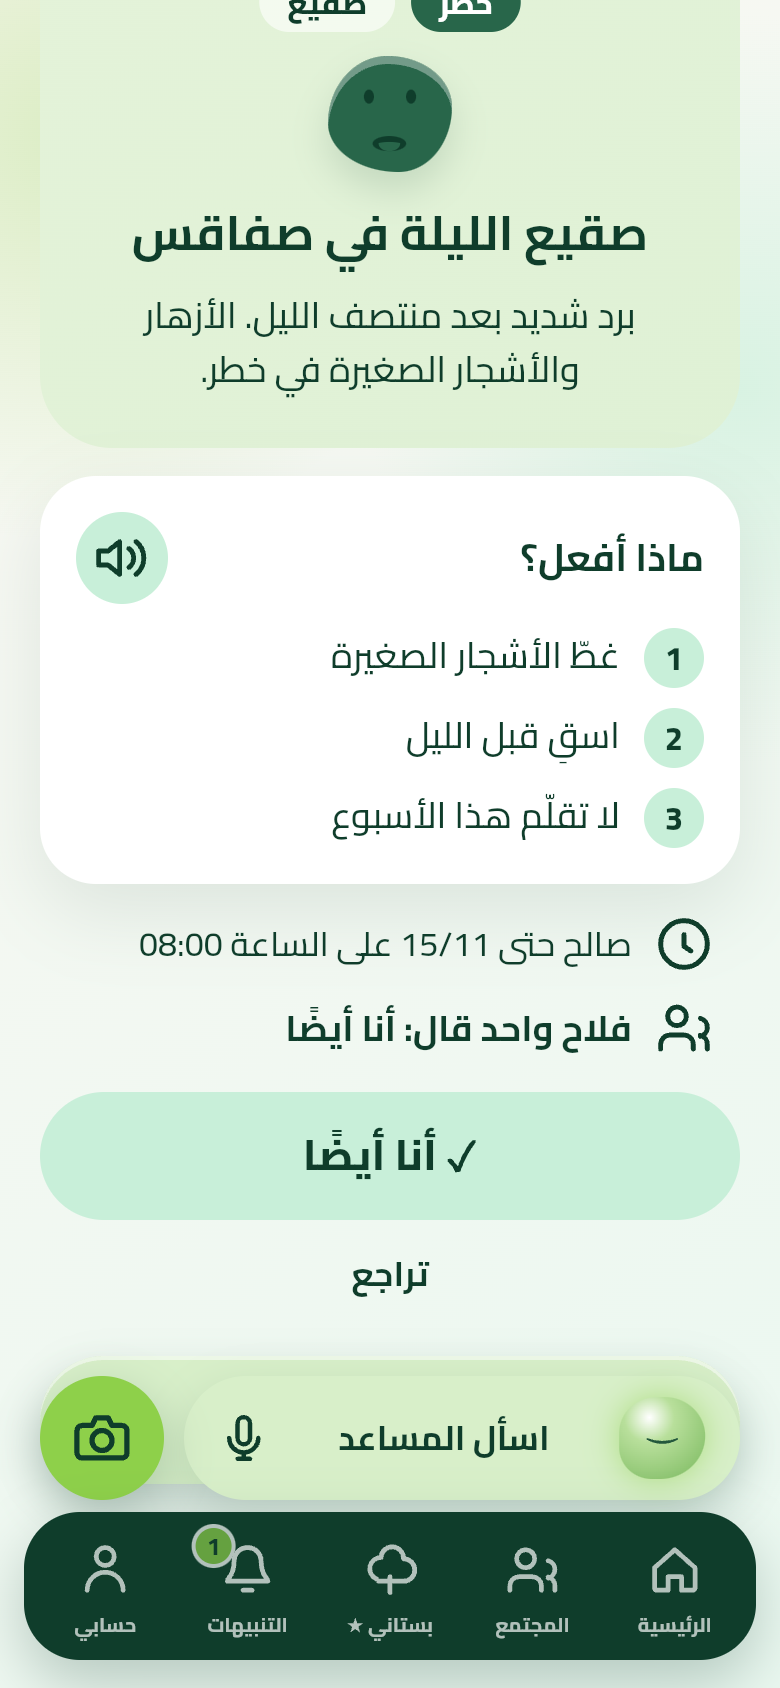 خطر
صقيع
صقيع الليلة في صفاقس
برد شديد بعد منتصف الليل. الأزهار
والأشجار الصغيرة في خطر.
ماذا أفعل؟
1 غطّ الأشجار الصغيرة
2 اسقِ قبل الليل
3 لا تقلّم هذا الأسبوع
صالح حتى 15/11 على الساعة 08:00
فلاح واحد قال: أنا أيضًا
✓ أنا أيضًا
تراجع
اسأل المساعد
1
الرئيسية
المجتمع
بستاني ★
التنبيهات
حسابي